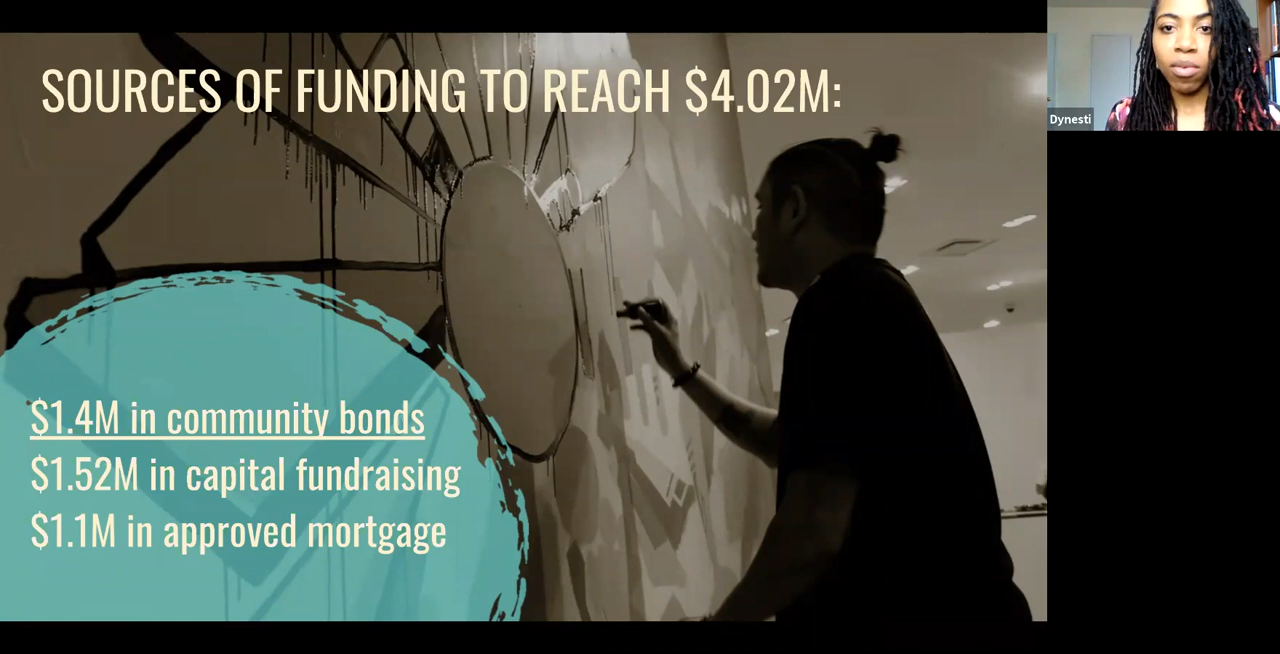 SOURCES OF FUNDING TO REACH $4.02M:
Dynesti
$1.4M in community bonds
$1.52M in capital fundraising
$1.1M in approved mortgage